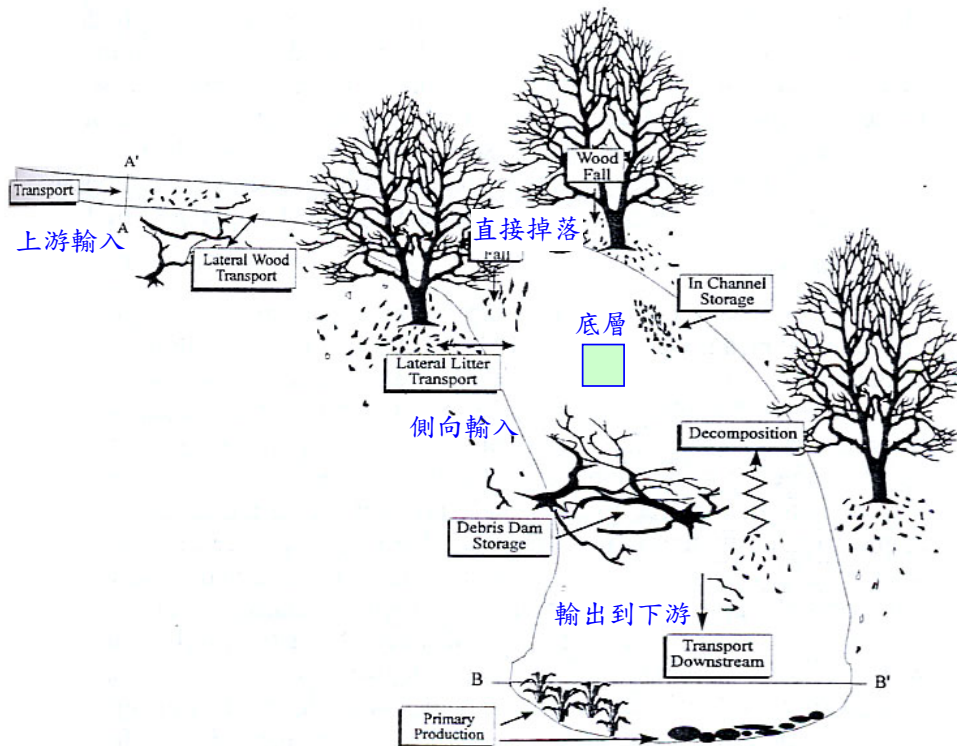 A'
Transport
A
上游輸入
Lateral Wood
Transport
Wood
Fall
直接掉落
Fall
In Channel
Storage
底層
Lateral Litter
Transport
側向輸入
Decomposition
Debris Dam
Storage
輸出到下游
Transport
Downstream
B
B'
Primary
Production